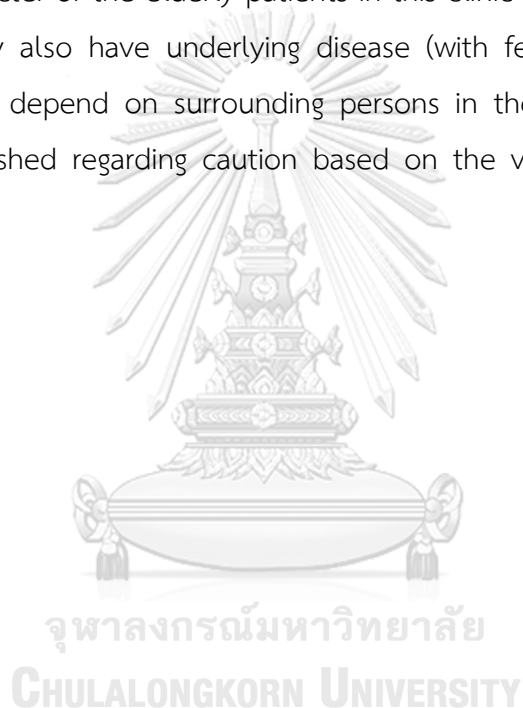 of the elderly patients in this clinic
also have underlying disease (with
depend on surrounding persons in
regarding caution based on the
จุฬาลงกรณ์มหาวิทยาลัย
CHULALONGKORN UNIVERSITY